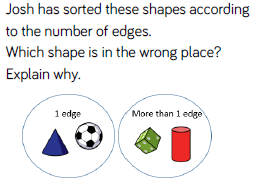 Josh has sorted these shapes according
to the number of edges.
Which shape is in the wrong place?
Explain why.
1 edge
More than 1 edge